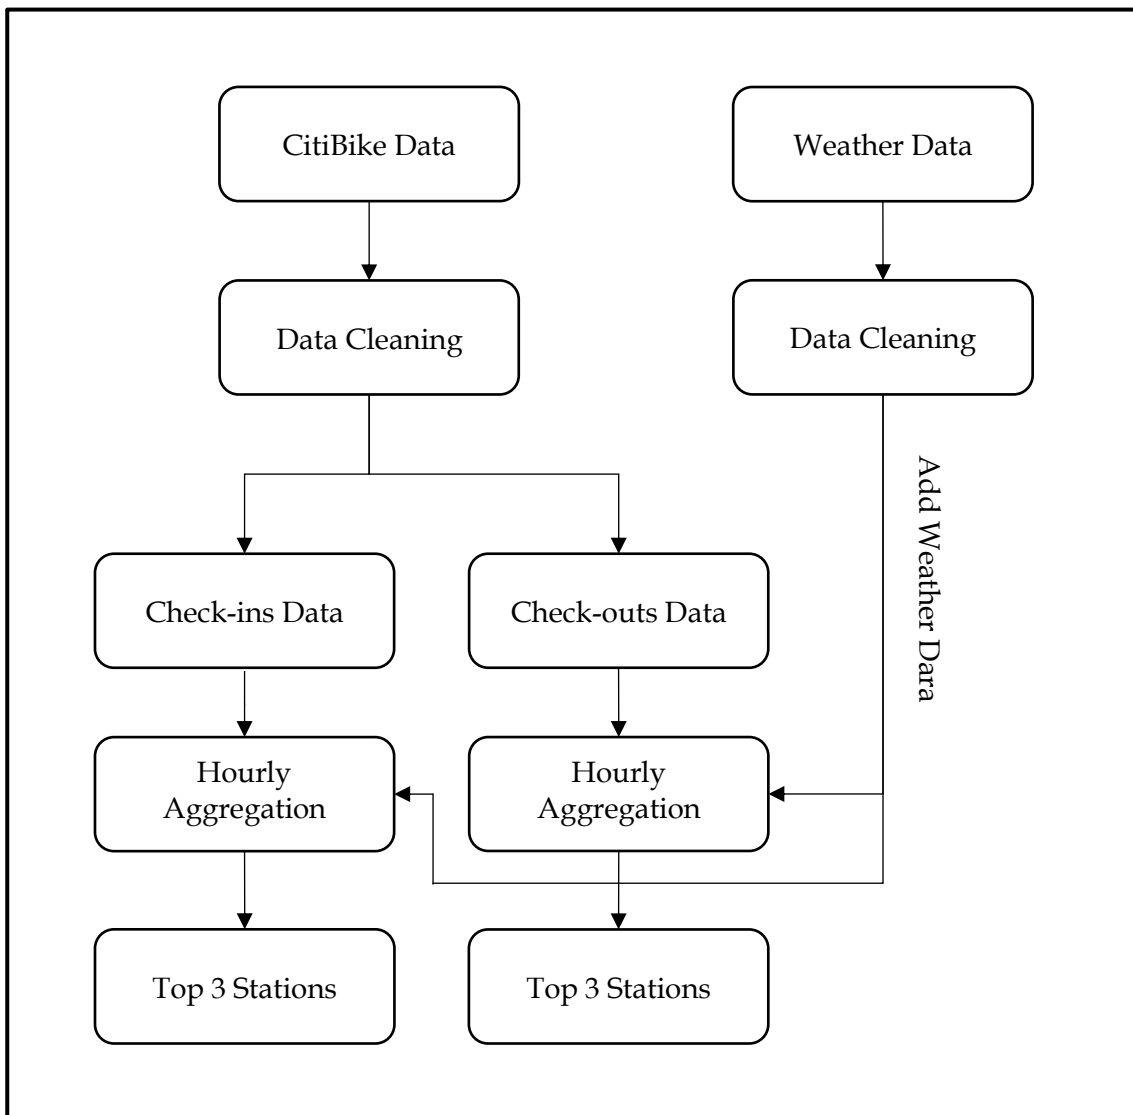 CitiBike Data
Weather Data
Data Cleaning
Data Cleaning
Add Weather Dara
Check-ins Data
Check-outs Data
Hourly
Aggregation
Hourly
Aggregation
Top 3 Stations
Top 3 Stations